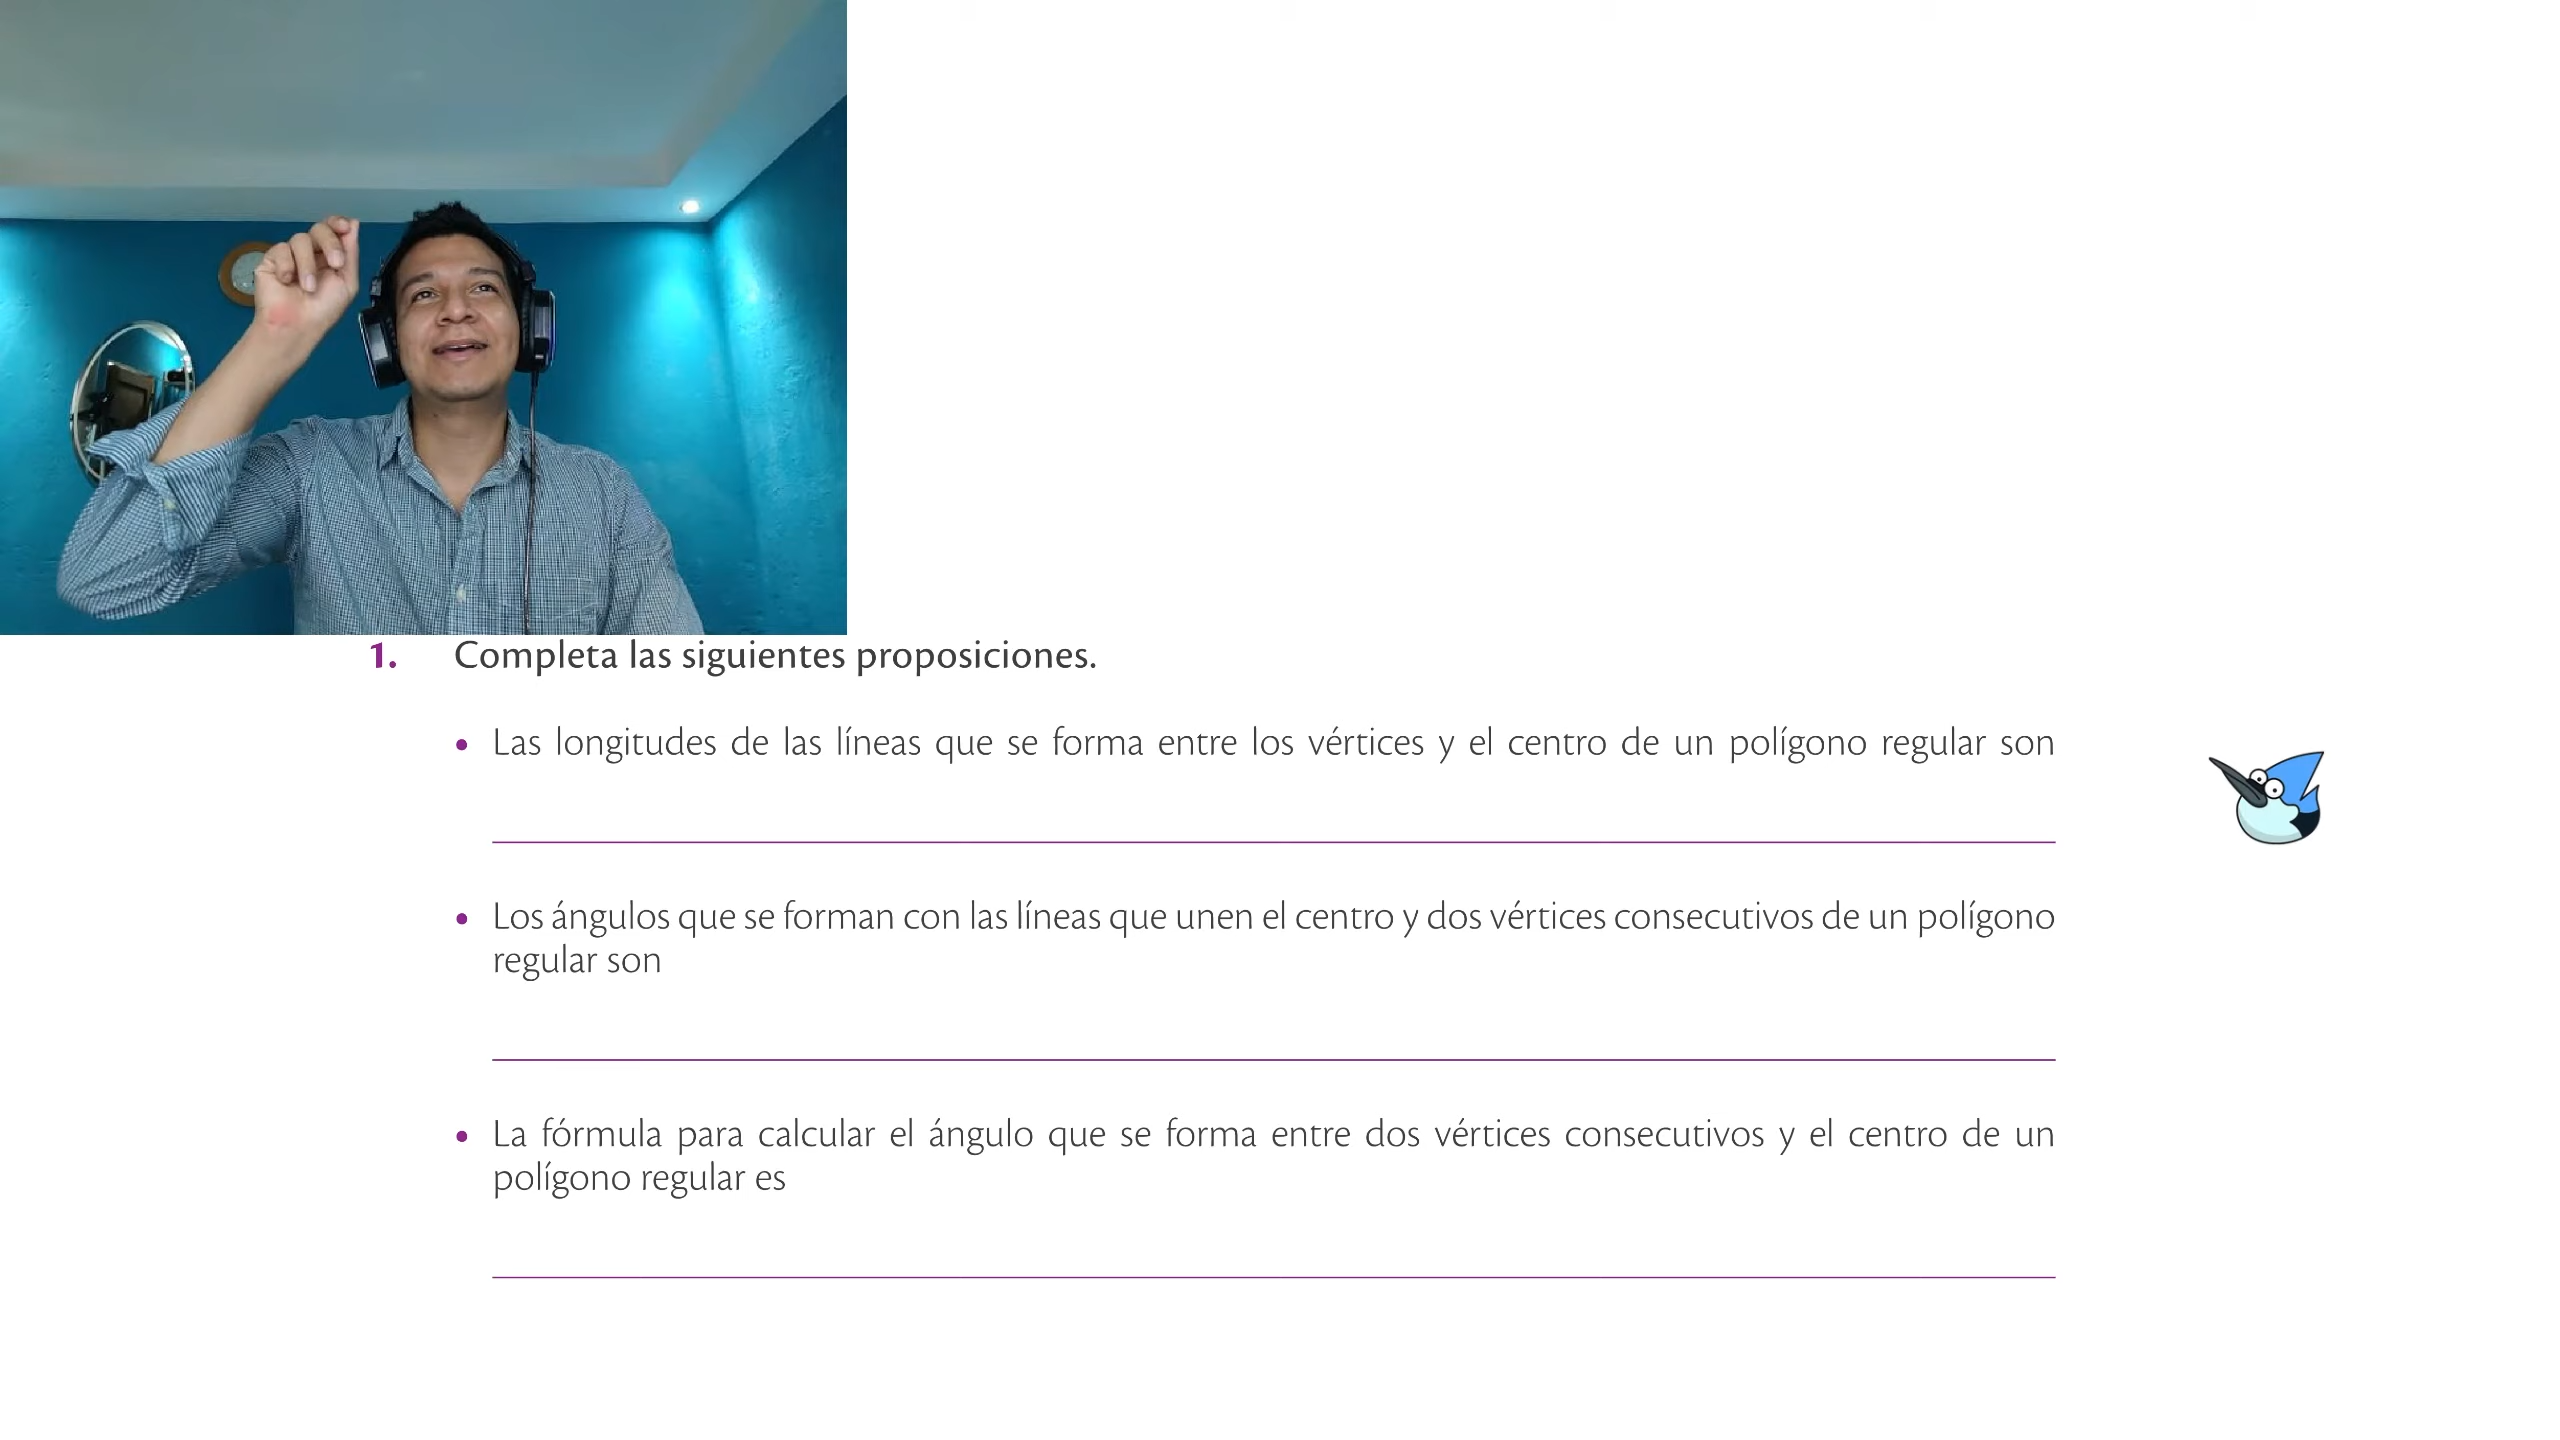 1. Completa las siguientes proposiciones.
• Las longitudes de las líneas que se forma entre los vértices y el centro de un polígono regular son
• Los ángulos que se forman con las líneas que unen el centro y dos vértices consecutivos de un polígono
regular son
• La fórmula para calcular el ángulo que se forma entre dos vértices consecutivos y el centro de un
polígono regular es